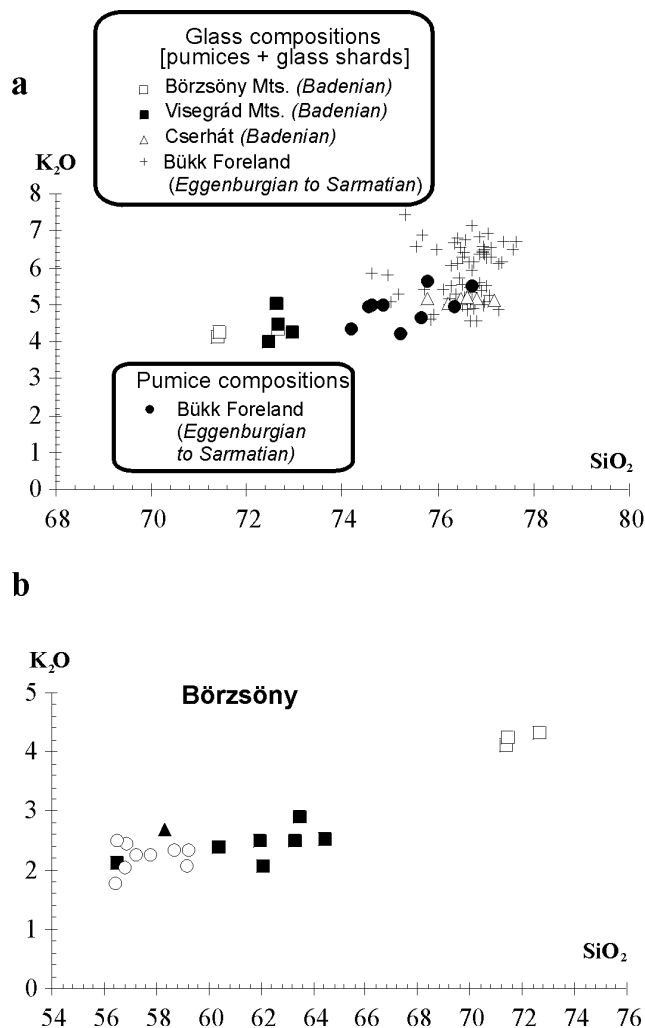 a
Glass compositions
[pumices + glass shards]
Börzsöny Mts. (Badenian)
Visegrád Mts. (Badenian)
Cserhát (Badenian)
Bükk Foreland
(Eggenburgian to Sarmatian)
K₂O
8
7
6
5
4
3
2
1
0
Pumice compositions
Bükk Foreland
(Eggenburgian
to Sarmatian)
SiO₂
68 70 72 74 76 78 80
b
K₂O
Börzsöny
5
4
3
2
1
0
SiO₂
54 56 58 60 62 64 66 68 70 72 74 76